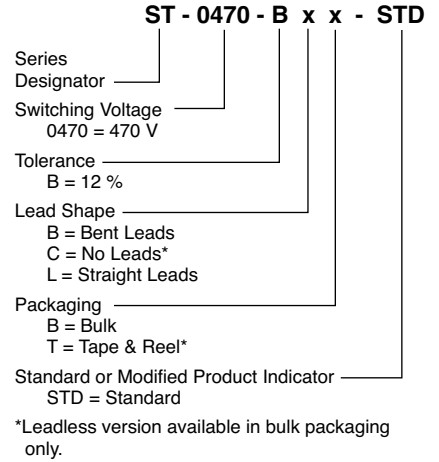 ST - 0470 - B x x - STD
Series
Designator
Switching Voltage
0470 = 470 V
Tolerance
B = 12 %
Lead Shape
B = Bent Leads
C = No Leads*
L = Straight Leads
Packaging
B = Bulk
T = Tape & Reel*
Standard or Modified Product Indicator
STD = Standard
*Leadless version available in bulk packaging
only.